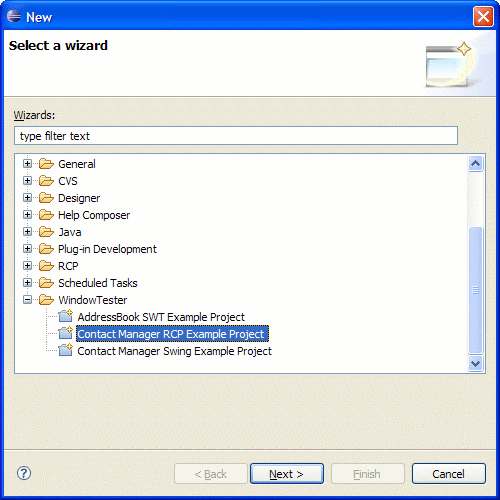 New
Select a wizard
Wizards:
type filter text
General
CVS
Designer
Help Composer
Java
Plug-in Development
RCP
Scheduled Tasks
WindowTester
AddressBook SWT Example Project
Contact Manager RCP Example Project
Contact Manager Swing Example Project
?
< Back
Next >
Finish
Cancel